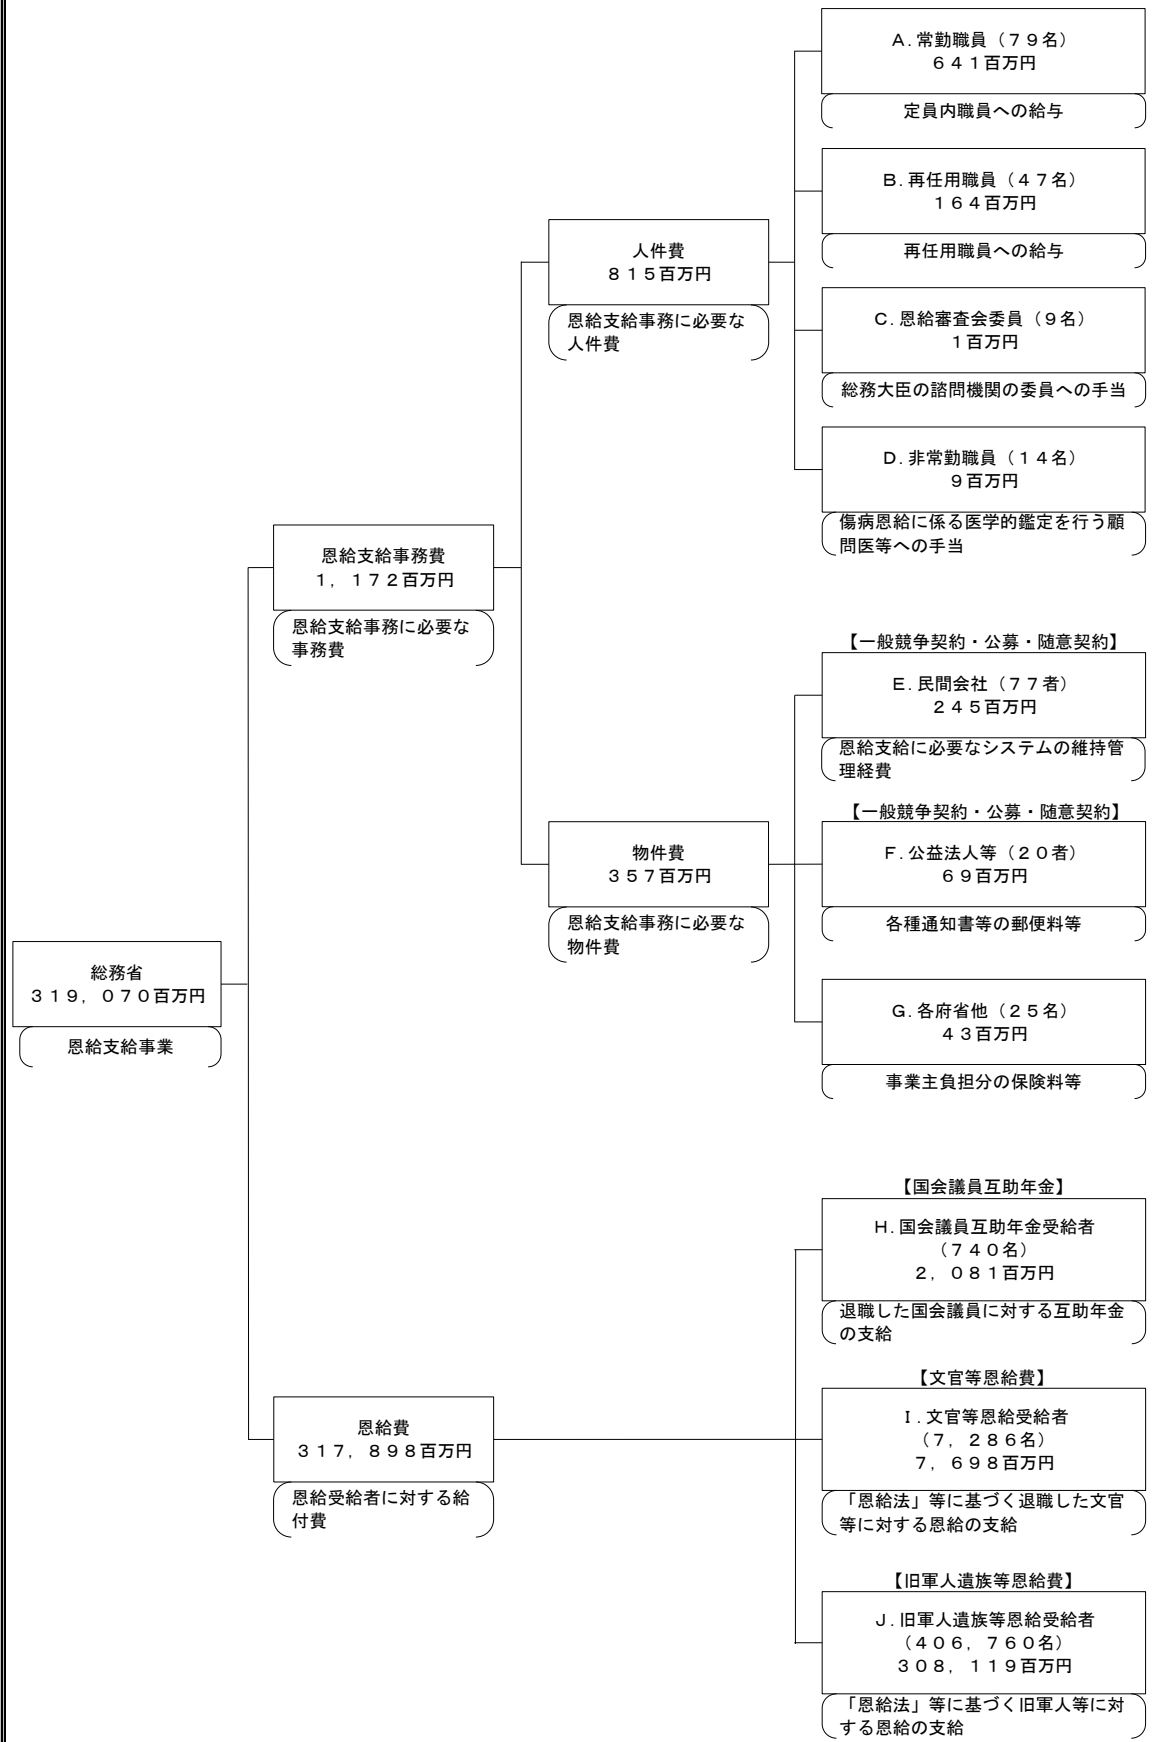 総務省
３１９，０７０百万円
恩給支給事業
恩給支給事務費
１，１７２百万円
恩給支給事務に必要な
事務費
人件費
８１５百万円
恩給支給事務に必要な
人件費
Ａ．常勤職員（７９名）
６４１百万円
定員内職員への給与
Ｂ．再任用職員（４７名）
１６４百万円
再任用職員への給与
Ｃ．恩給審査会委員（９名）
１百万円
総務大臣の諮問機関の委員への手当
Ｄ．非常勤職員（１４名）
９百万円
傷病恩給に係る医学的鑑定を行う顧
問医等への手当
物件費
３５７百万円
恩給支給事務に必要な
物件費
【一般競争契約・公募・随意契約】
Ｅ．民間会社（７７者）
２４５百万円
恩給支給に必要なシステムの維持管
理経費
【一般競争契約・公募・随意契約】
Ｆ．公益法人等（２０者）
６９百万円
各種通知書等の郵便料等
Ｇ．各府省他（２５名）
４３百万円
事業主負担分の保険料等
恩給費
３１７，８９８百万円
恩給受給者に対する給
付費
【国会議員互助年金】
Ｈ．国会議員互助年金受給者
（７４０名）
２，０８１百万円
退職した国会議員に対する互助年金
の支給
【文官等恩給費】
Ｉ．文官等恩給受給者
（７，２８６名）
７，６９８百万円
「恩給法」等に基づく退職した文官
等に対する恩給の支給
【旧軍人遺族等恩給費】
Ｊ．旧軍人遺族等恩給受給者
（４０６，７６０名）
３０８，１１９百万円
「恩給法」等に基づく旧軍人等に対
する恩給の支給